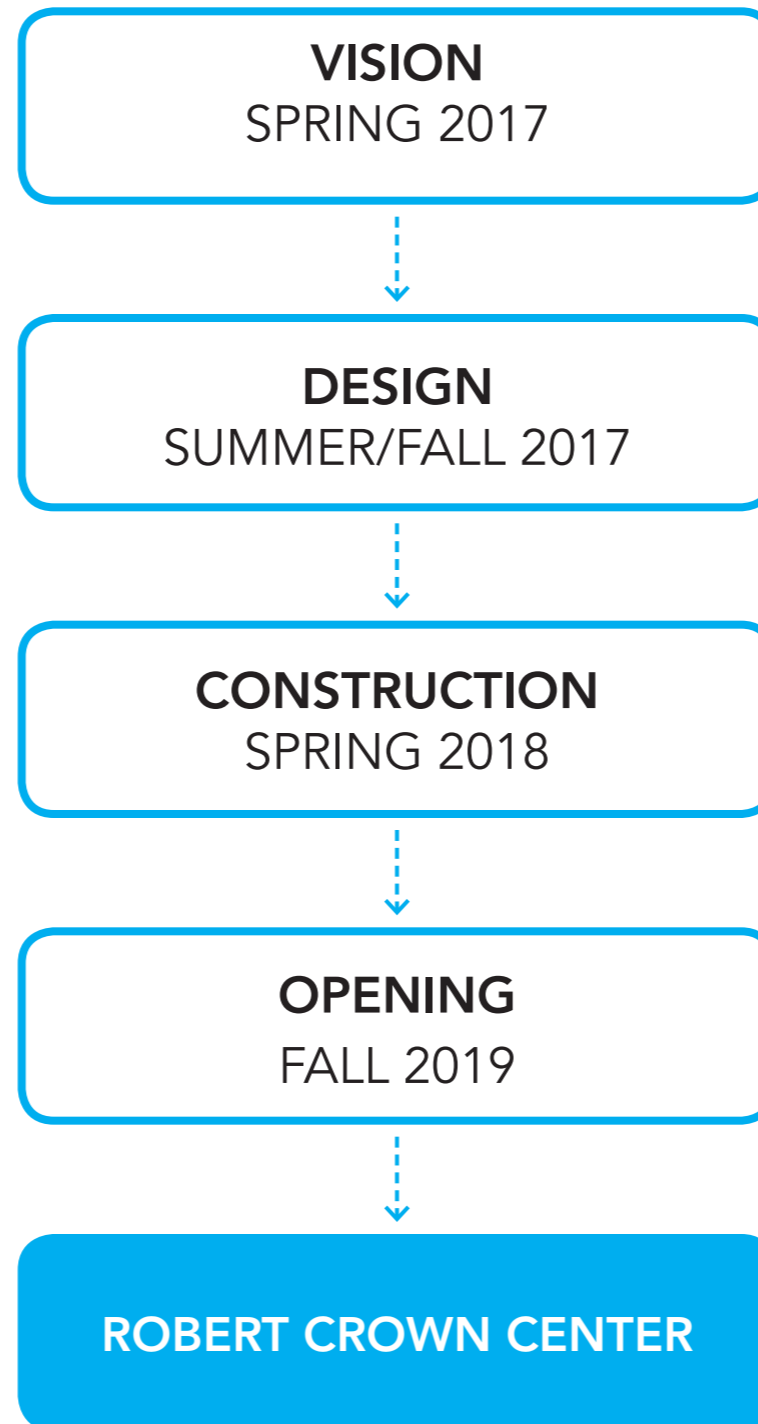 VISION
SPRING 2017
DESIGN
SUMMER/FALL 2017
CONSTRUCTION
SPRING 2018
OPENING
FALL 2019
ROBERT CROWN CENTER